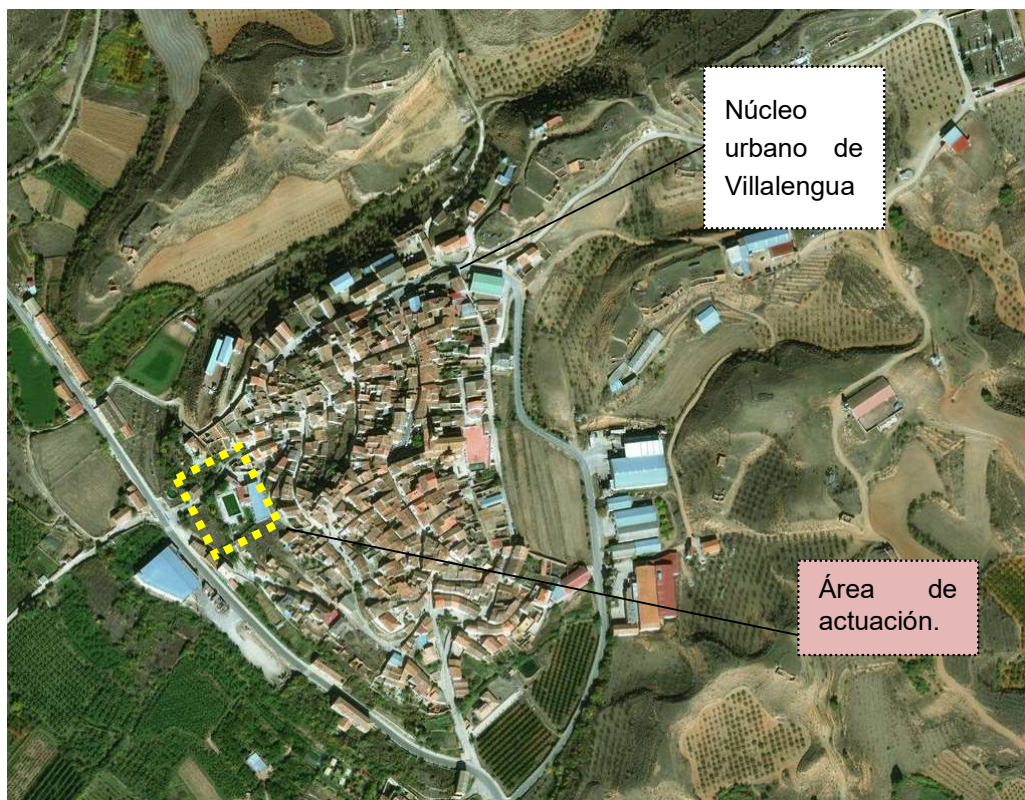 Núcleo
urbano de
Villalengua
Área de
actuación.